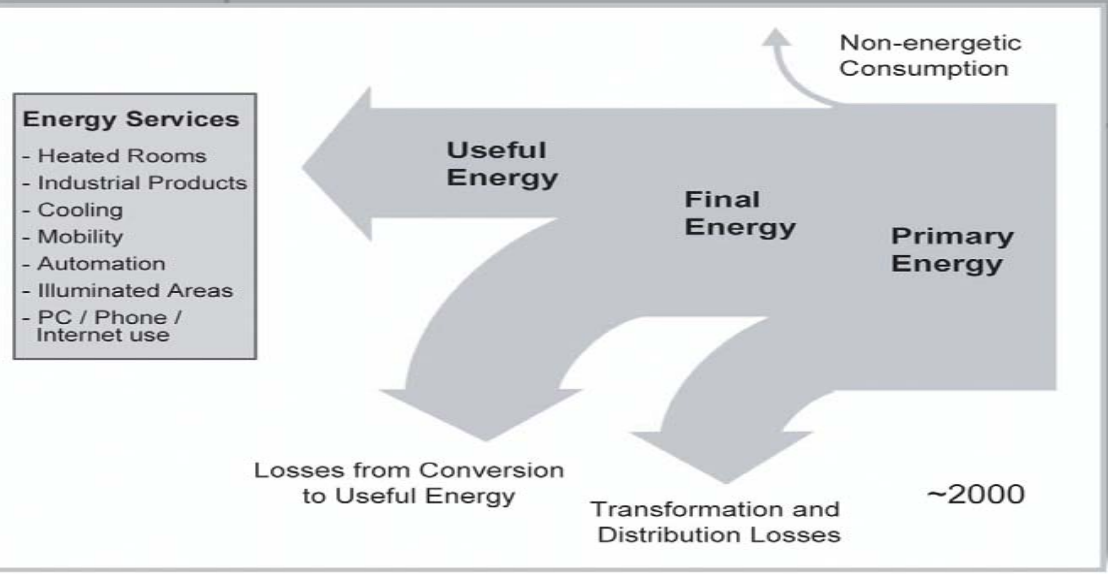 Non-energetic
Consumption
Energy Services
- Heated Rooms
- Industrial Products
- Cooling
- Mobility
- Automation
- Illuminated Areas
- PC / Phone /
Internet use
Useful
Energy
Final
Energy
Primary
Energy
Losses from Conversion
to Useful Energy
Transformation and
Distribution Losses
~2000